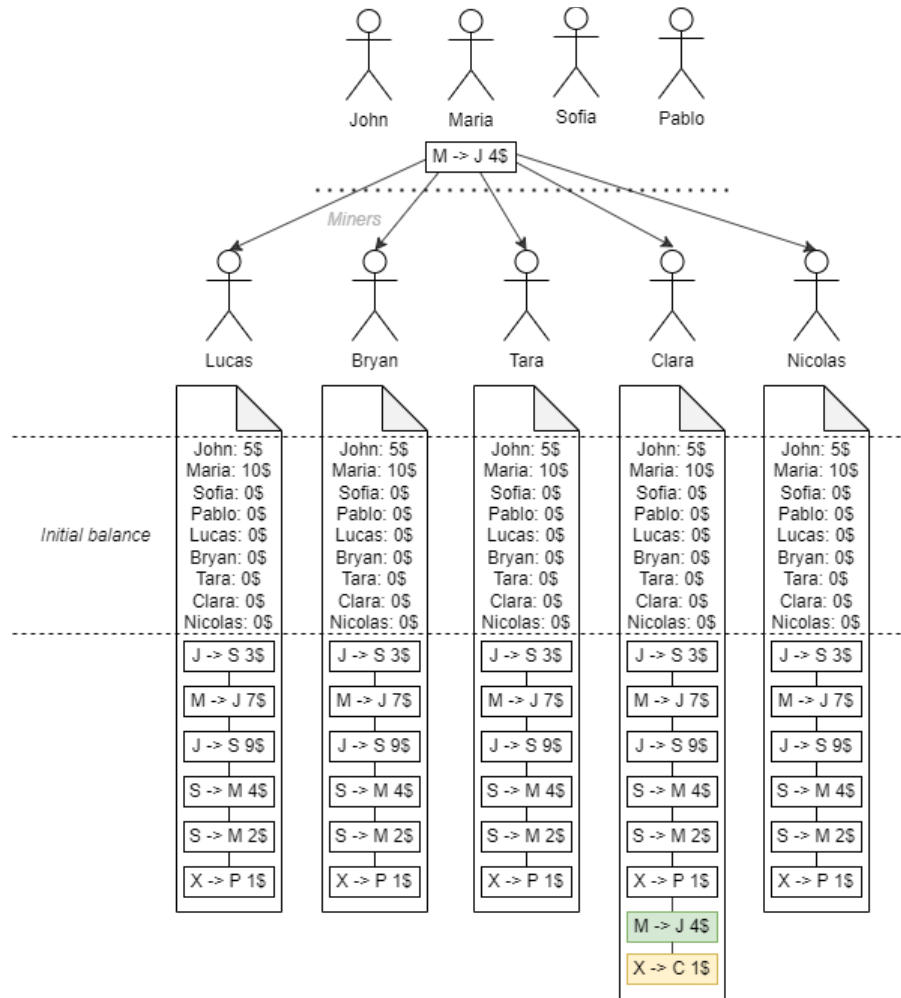 John
Maria
Sofia
Pablo
M -> J 4$
Miners
Lucas
Bryan
Tara
Clara
Nicolas
Initial balance
John: 5$
Maria: 10$
Sofia: 0$
Pablo: 0$
Lucas: 0$
Bryan: 0$
Tara: 0$
Clara: 0$
Nicolas: 0$
J -> S 3$
M -> J 7$
J -> S 9$
S -> M 4$
S -> M 2$
X -> P 1$
John: 5$
Maria: 10$
Sofia: 0$
Pablo: 0$
Lucas: 0$
Bryan: 0$
Tara: 0$
Clara: 0$
Nicolas: 0$
J -> S 3$
M -> J 7$
J -> S 9$
S -> M 4$
S -> M 2$
X -> P 1$
John: 5$
Maria: 10$
Sofia: 0$
Pablo: 0$
Lucas: 0$
Bryan: 0$
Tara: 0$
Clara: 0$
Nicolas: 0$
J -> S 3$
M -> J 7$
J -> S 9$
S -> M 4$
S -> M 2$
X -> P 1$
John: 5$
Maria: 10$
Sofia: 0$
Pablo: 0$
Lucas: 0$
Bryan: 0$
Tara: 0$
Clara: 0$
Nicolas: 0$
J -> S 3$
M -> J 7$
J -> S 9$
S -> M 4$
S -> M 2$
X -> P 1$
M -> J 4$
X -> C 1$
John: 5$
Maria: 10$
Sofia: 0$
Pablo: 0$
Lucas: 0$
Bryan: 0$
Tara: 0$
Clara: 0$
Nicolas: 0$
J -> S 3$
M -> J 7$
J -> S 9$
S -> M 4$
S -> M 2$
X -> P 1$